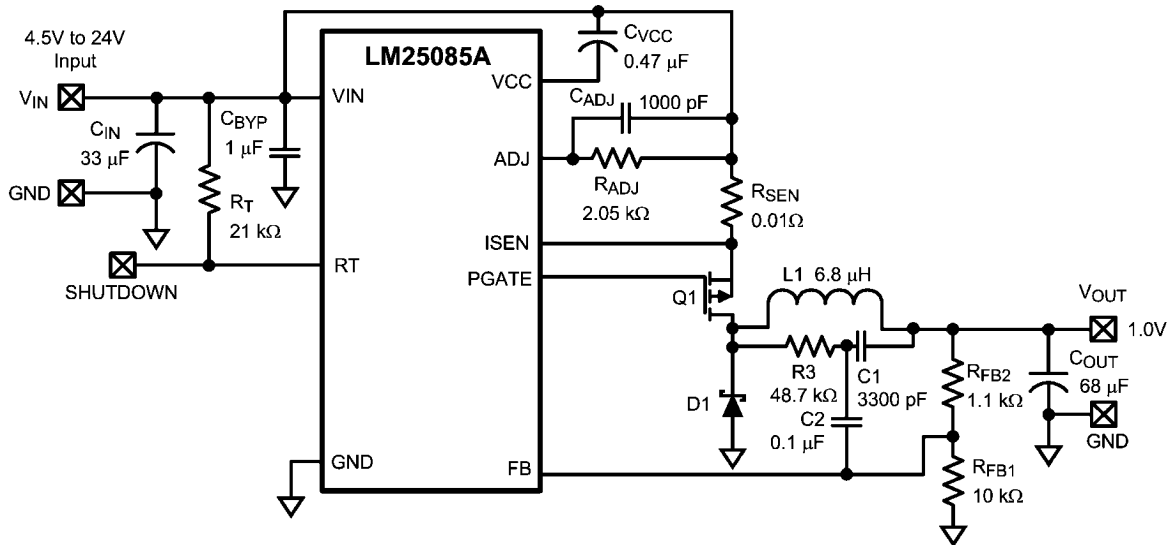 4.5V to 24V
Input
VIN
GND
CIN
33 µF
SHUTDOWN
RT
21 kΩ
CBYP
1 µF
LM25085A
VIN
RT
GND
VCC
ADJ
ISEN
PGATE
FB
CVCC
0.47 µF
CADJ
1000 pF
RADJ
2.05 kΩ
RSEN
0.01Ω
Q1
L1 6.8 µH
R3
48.7 kΩ
C1
3300 pF
C2
0.1 µF
D1
RFB2
1.1 kΩ
RFB1
10 kΩ
VOUT
1.0V
COUT
68 µF
GND